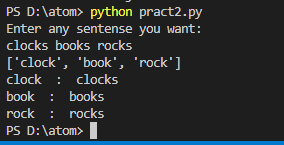 PS D:\atom> python pract2.py
Enter any sentence you want:
clocks books rocks
['clock', 'book', 'rock']
clock  :  clocks
book  :  books
rock  :  rocks
PS D:\atom>